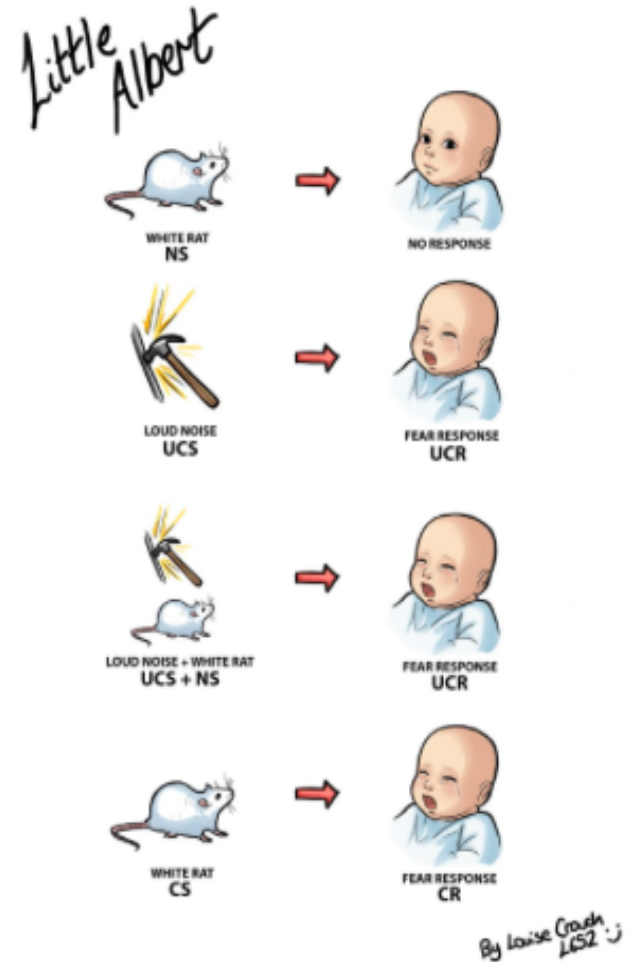 Little
Albert
WHITE RAT
NS
NO RESPONSE
LOUD NOISE
UCS
FEAR RESPONSE
UCR
LOUD NOISE + WHITE RAT
UCS + NS
FEAR RESPONSE
UCR
WHITE RAT
CS
FEAR RESPONSE
CR
By Louise Crouch
L6S2 :)